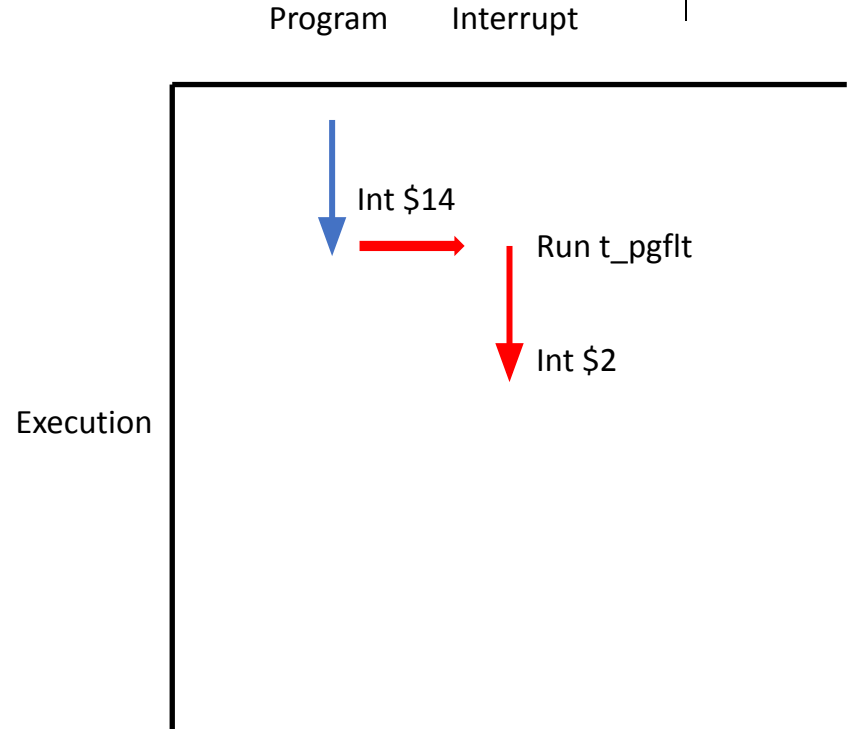 Program Interrupt
Int $14
Run t_pgflt
Int $2
Execution